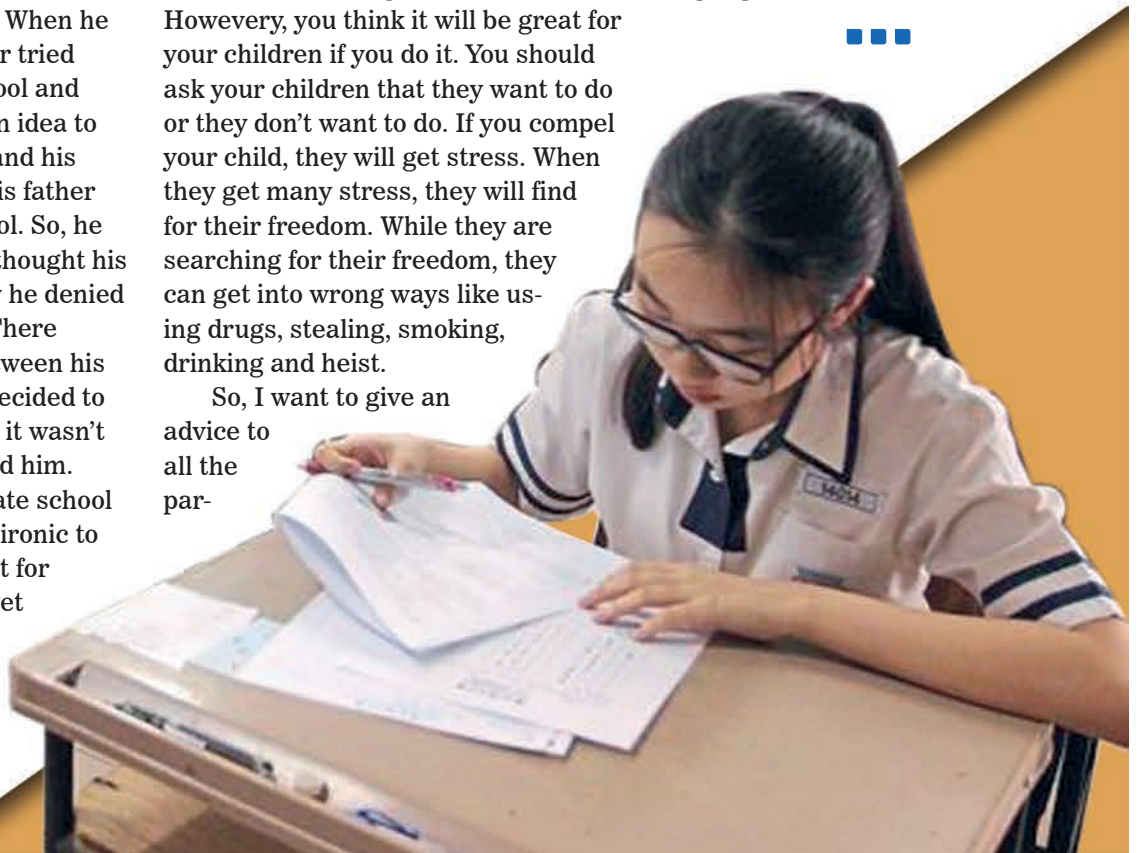 When he
r tried
ool and
n idea to
and his
is father
ol. So, he
thought his
he denied
There
tween his
ecided to
it wasn't
d him.
ate school
ironic to
t for
et
Howevery, you think it will be great for
your children if you do it. You should
ask your children that they want to do
or they don't want to do. If you compel
your child, they will get stress. When
they get many stress, they will find
for their freedom. While they are
searching for their freedom, they
can get into wrong ways like us-
ing drugs, stealing, smoking,
drinking and heist.
So, I want to give an
advice to
all the
par-